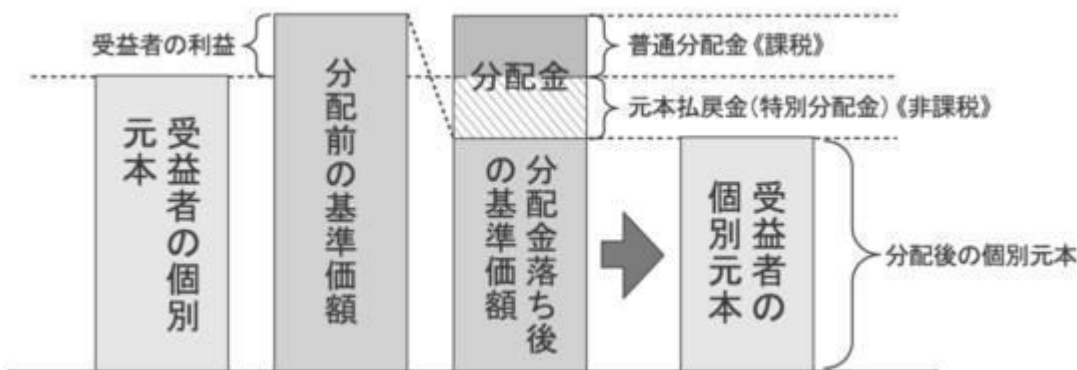 受益者の利益
受益者の個別
元本
分配前の基準価額
分配金
分配金落ち後
の基準価額
普通分配金《課税》
元本払戻金(特別分配金)《非課税》
受益者の
個別元本
分配後の個別元本